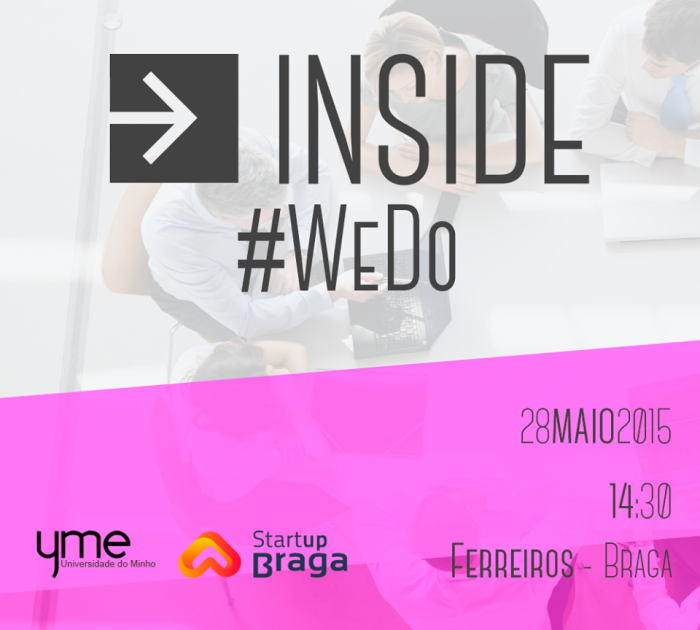 INSIDE
#WeDo
28MAIO2015
14:30
Ferreiros - Braga
yme
Universidade do Minho
Startup
Braga